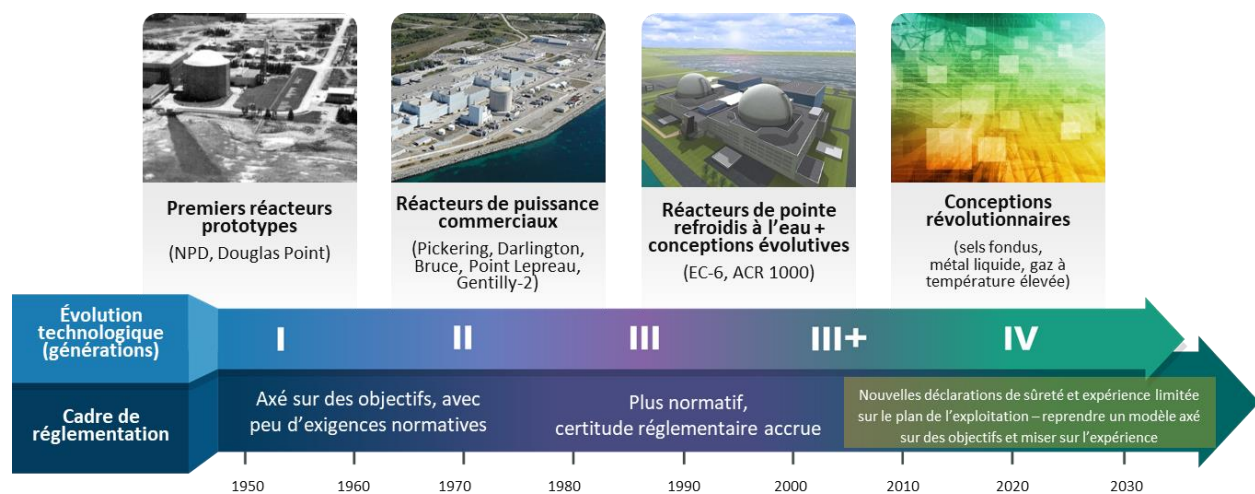 Premiers réacteurs
prototypes
(NPD, Douglas Point)
Réacteurs de puissance
commerciaux
(Pickering, Darlington,
Bruce, Point Lepreau,
Gentilly-2)
Réacteurs de pointe
refroidis à l’eau +
conceptions évolutives
(EC-6, ACR 1000)
Conceptions
révolutionnaires
(sels fondus,
métal liquide, gaz à
température élevée)
Évolution
technologique
(générations)
I
II
III
III+
IV
Cadre de
réglementation
Axé sur des objectifs, avec
peu d’exigences normatives
Plus normatif,
certitude réglementaire accrue
Nouvelles déclarations de sûreté et expérience limitée
sur le plan de l’exploitation – reprendre un modèle axé
sur des objectifs et miser sur l’expérience
1950
1960
1970
1980
1990
2000
2010
2020
2030